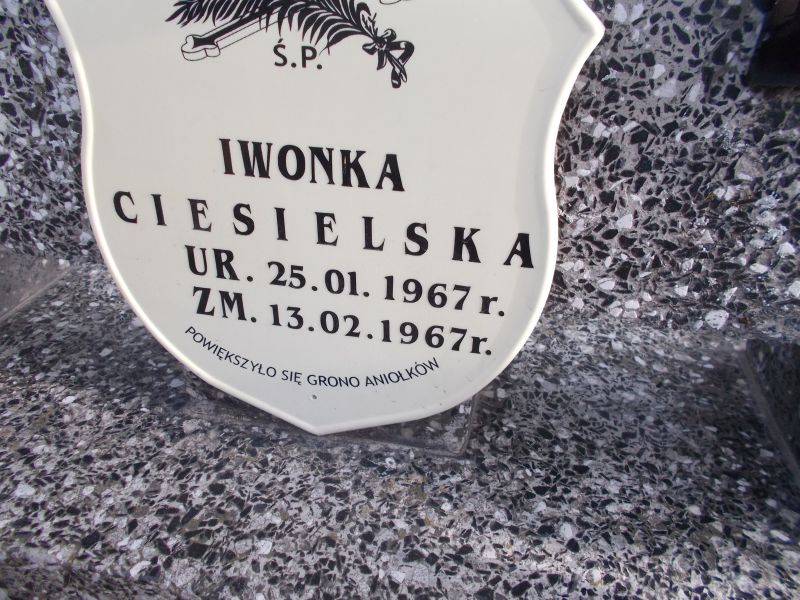 Ś.P.
IWONKA
CIESIELSKA
UR. 25.01.1967 r.
ZM. 13.02.1967 r.
POWIĘKSZYŁO SIĘ GRONO ANIOŁKÓW